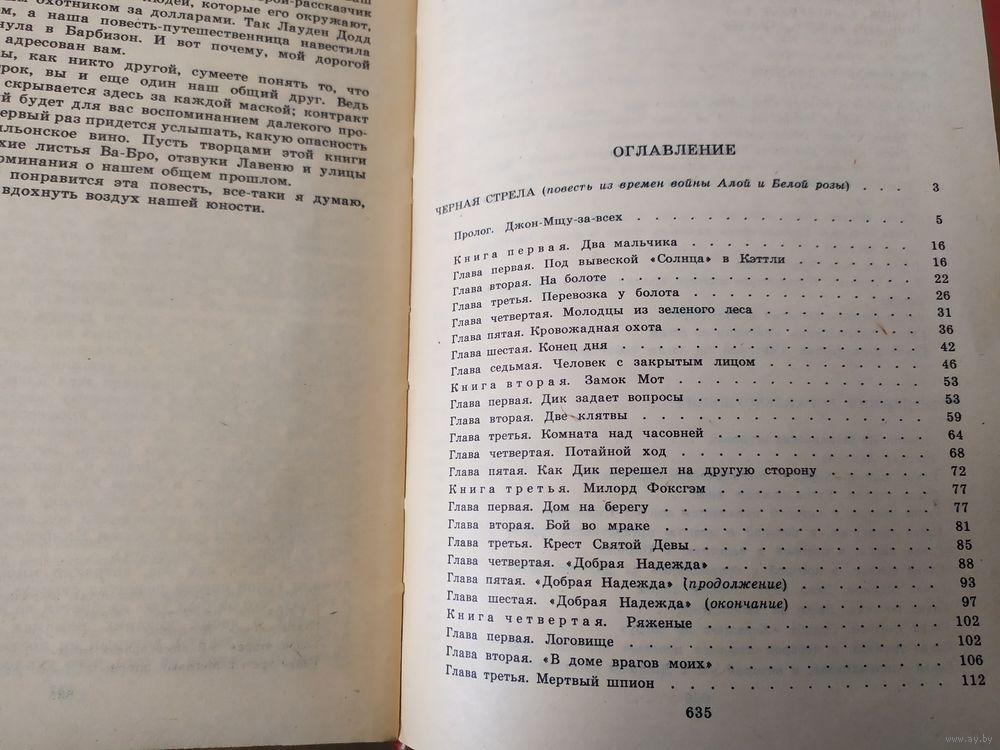 рой-рассказчик
людей, которые его окружают,
охотником за долларами. Так Лауден Додд
м, а наша повесть-путешественница навестила
нула в Барбизон. И вот почему, мой дорогой
адресован вам.
ы, как никто другой, сумеете понять то, что
рок, вы и еще один наш общий друг. Ведь
скрывается здесь за каждой маской; контракт
й будет для вас воспоминанием далекого про-
ервый раз придется услышать, какую опасность
ильонское вино. Пусть творцами этой книги
хие листья Ва-Бро, отзвуки Лавеню и улицы
оминания о нашем общем прошлом.
понравится эта повесть, все-таки я думаю,
вдохнуть воздух нашей юности.
ОГЛАВЛЕНИЕ
ЧЕРНАЯ СТРЕЛА (повесть из времен войны Алой и Белой розы) . . . 3
Пролог. Джон-Мщу-за-всех . . . . . . . . . . . . . 5
Книга первая. Два мальчика . . . . . . . . . . . 16
Глава первая. Под вывеской «Солнца» в Кэттли . . . . . . 16
Глава вторая. На болоте . . . . . . . . . . . . . 22
Глава третья. Перевозка у болота . . . . . . . . . . . 26
Глава четвертая. Молодцы из зеленого леса . . . . . . . . 31
Глава пятая. Кровожадная охота . . . . . . . . . . . 36
Глава шестая. Конец дня . . . . . . . . . . . . . 42
Глава седьмая. Человек с закрытым лицом . . . . . . . . 46
Книга вторая. Замок Мот . . . . . . . . . . . . 53
Глава первая. Дик задает вопросы . . . . . . . . . . . 53
Глава вторая. Две клятвы . . . . . . . . . . . . . 59
Глава третья. Комната над часовней . . . . . . . . . . 64
Глава четвертая. Потайной ход . . . . . . . . . . . 68
Глава пятая. Как Дик перешел на другую сторону . . . . . 72
Книга третья. Милорд Фоксгэм . . . . . . . . . . 77
Глава первая. Дом на берегу . . . . . . . . . . . . 77
Глава вторая. Бой во мраке . . . . . . . . . . . . 81
Глава третья. Крест Святой Девы . . . . . . . . . . . 85
Глава четвертая. «Добрая Надежда» . . . . . . . . . . 88
Глава пятая. «Добрая Надежда» (продолжение) . . . . . . 93
Глава шестая. «Добрая Надежда» (окончание) . . . . . . . 97
Книга четвертая. Ряженые . . . . . . . . . . . 102
Глава первая. Логовище . . . . . . . . . . . . . 102
Глава вторая. «В доме врагов моих» . . . . . . . . . . 106
Глава третья. Мертвый шпион . . . . . . . . . . . . 112
635
www.ay.by